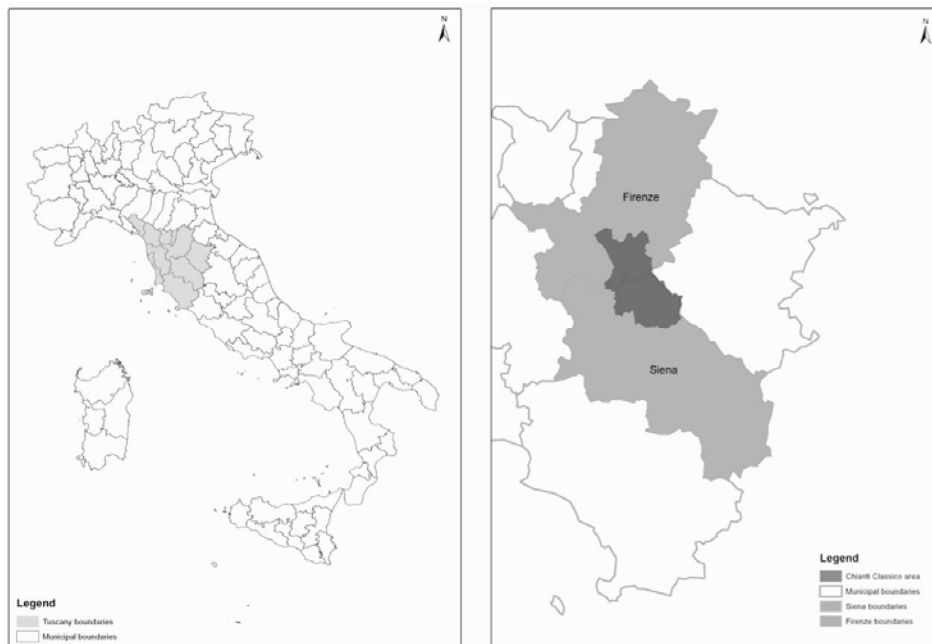 N
Legend
Tuscany boundaries
Municipal boundaries
N
Firenze
Siena
Legend
Chianti Classico area
Municipal boundaries
Siena boundaries
Firenze boundaries